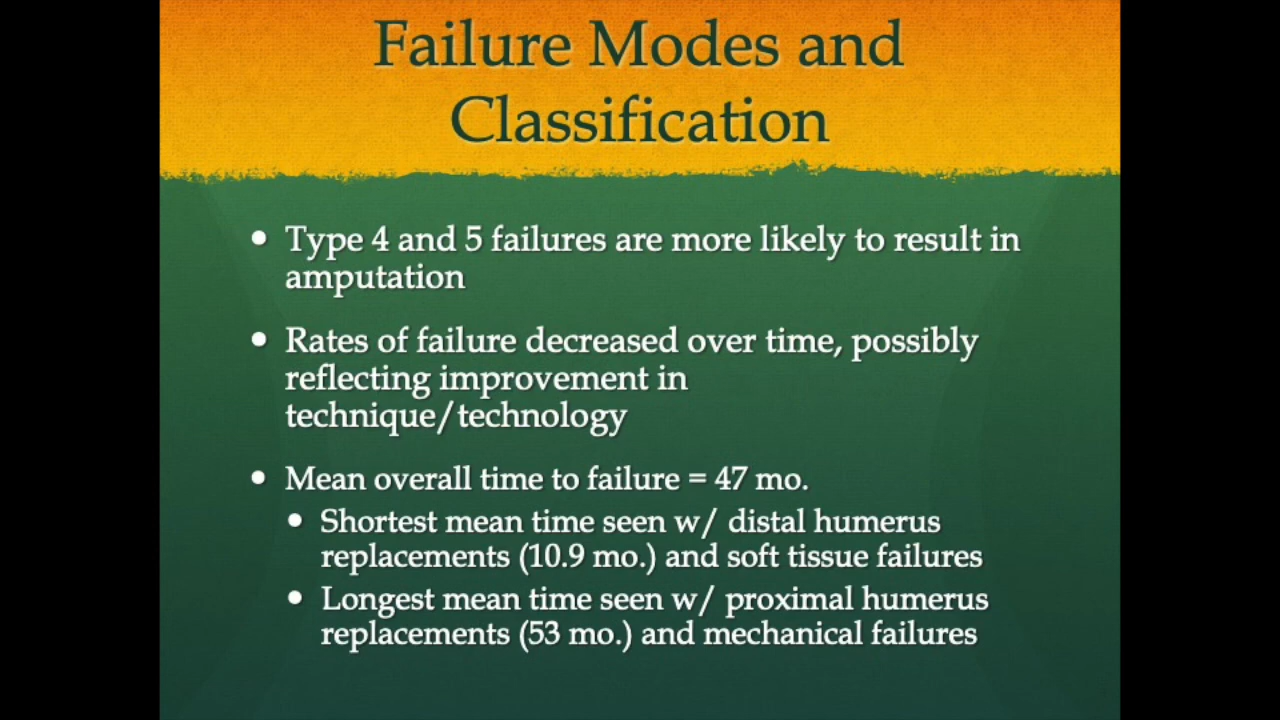 Failure Modes and
Classification
• Type 4 and 5 failures are more likely to result in
amputation
• Rates of failure decreased over time, possibly
reflecting improvement in
technique/technology
• Mean overall time to failure = 47 mo.
• Shortest mean time seen w/ distal humerus
replacements (10.9 mo.) and soft tissue failures
• Longest mean time seen w/ proximal humerus
replacements (53 mo.) and mechanical failures